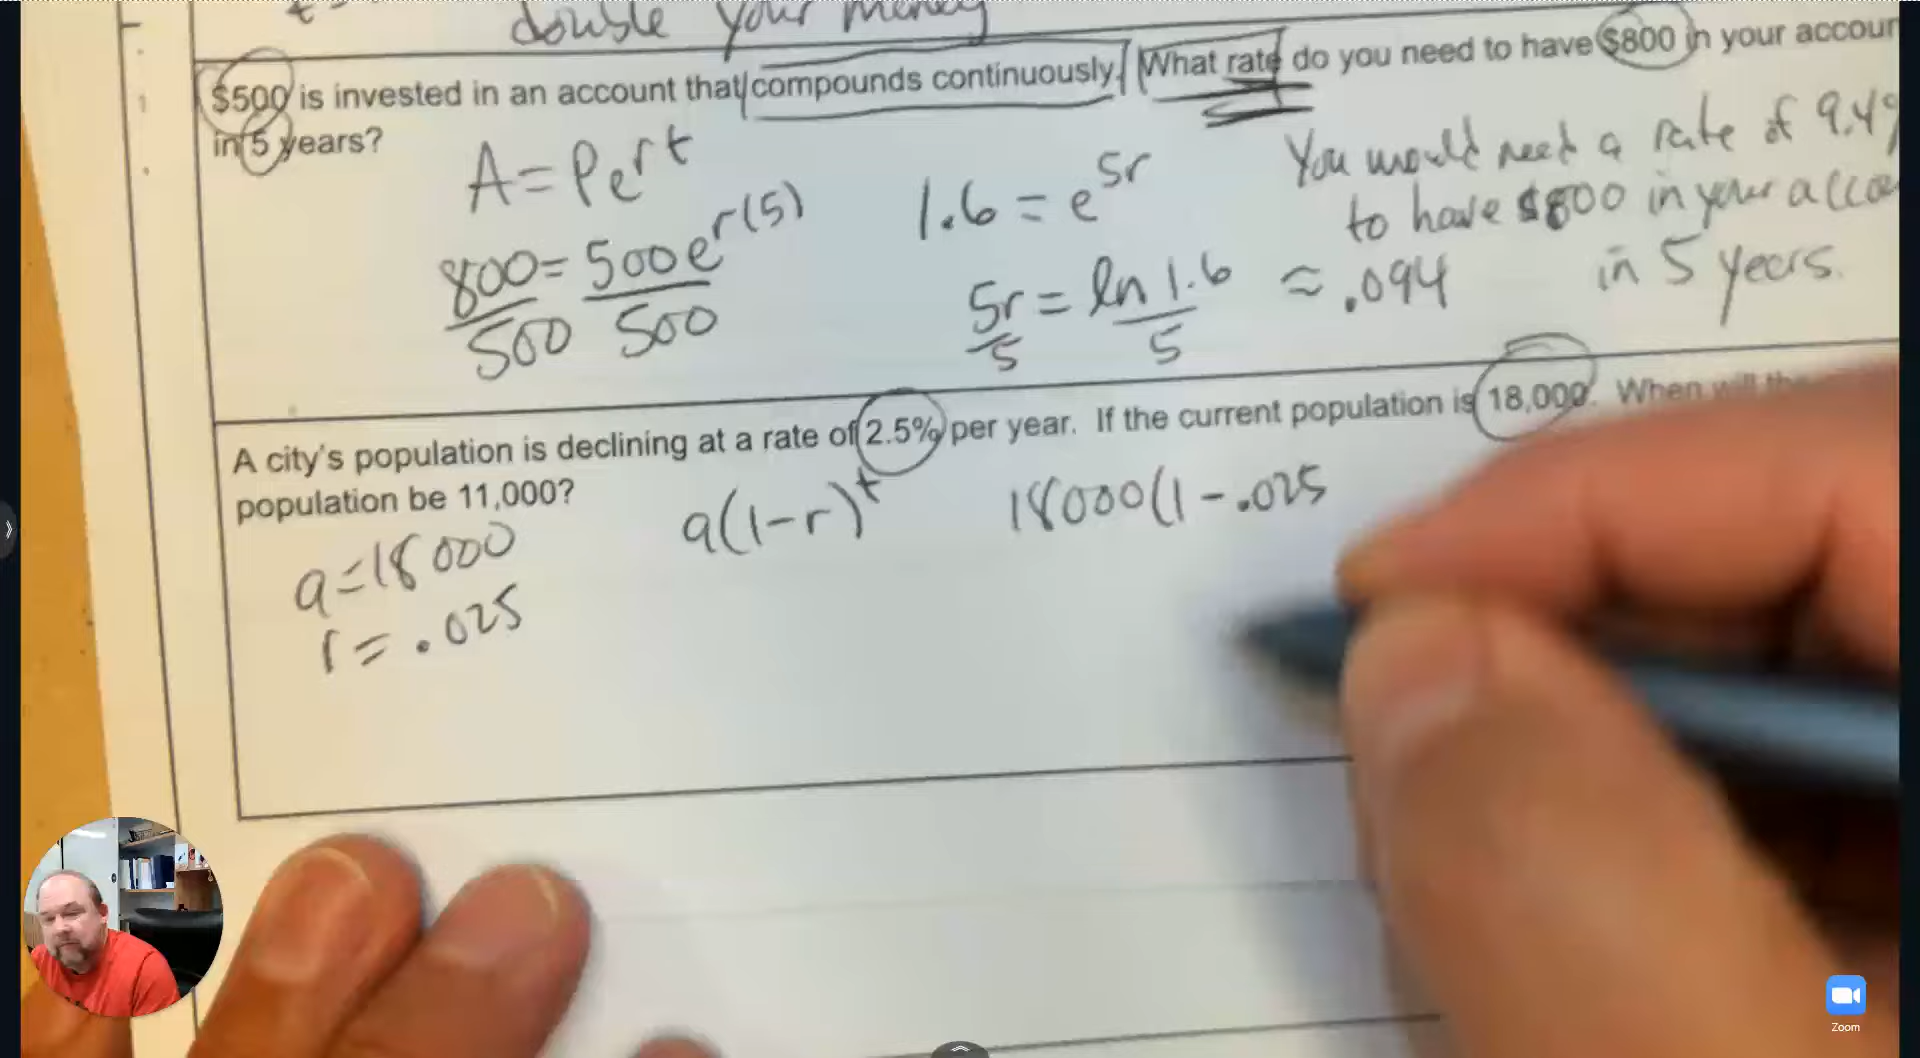 double your money
$500 is invested in an account that compounds continuously. What rate do you need to have $800 in your accour
in 5 years?
A = Pe^rt
800 = 500e^r(5)
500 500
1.6 = e^5r
5r = ln 1.6 ≈ .094
5 5
You would need a rate of 9.4%
to have $800 in your acco
in 5 years.
A city's population is declining at a rate of 2.5% per year. If the current population is 18,000. When will the
population be 11,000?
a = 18000
r = .025
a(1-r)^t
18000(1 - .025
Zoom